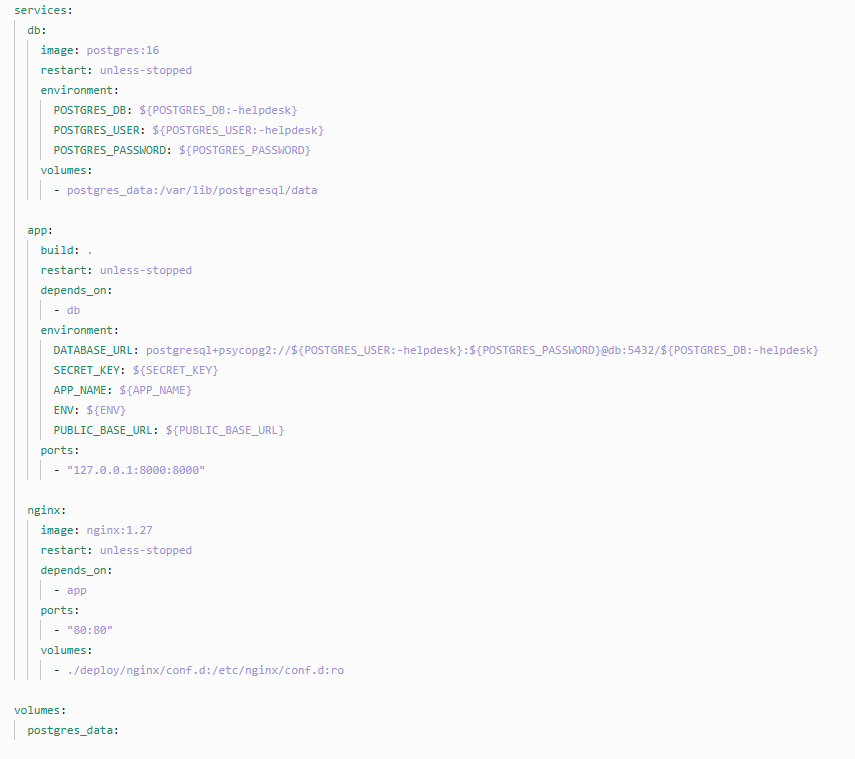 services:
  db:
    image: postgres:16
    restart: unless-stopped
    environment:
      POSTGRES_DB: ${POSTGRES_DB:-helpdesk}
      POSTGRES_USER: ${POSTGRES_USER:-helpdesk}
      POSTGRES_PASSWORD: ${POSTGRES_PASSWORD}
    volumes:
      - postgres_data:/var/lib/postgresql/data

  app:
    build: .
    restart: unless-stopped
    depends_on:
      - db
    environment:
      DATABASE_URL: postgresql+psycopg2://${POSTGRES_USER:-helpdesk}:${POSTGRES_PASSWORD}@db:5432/${POSTGRES_DB:-helpdesk}
      SECRET_KEY: ${SECRET_KEY}
      APP_NAME: ${APP_NAME}
      ENV: ${ENV}
      PUBLIC_BASE_URL: ${PUBLIC_BASE_URL}
    ports:
      - "127.0.0.1:8000:8000"

  nginx:
    image: nginx:1.27
    restart: unless-stopped
    depends_on:
      - app
    ports:
      - "80:80"
    volumes:
      - ./deploy/nginx/conf.d:/etc/nginx/conf.d:ro

volumes:
  postgres_data: